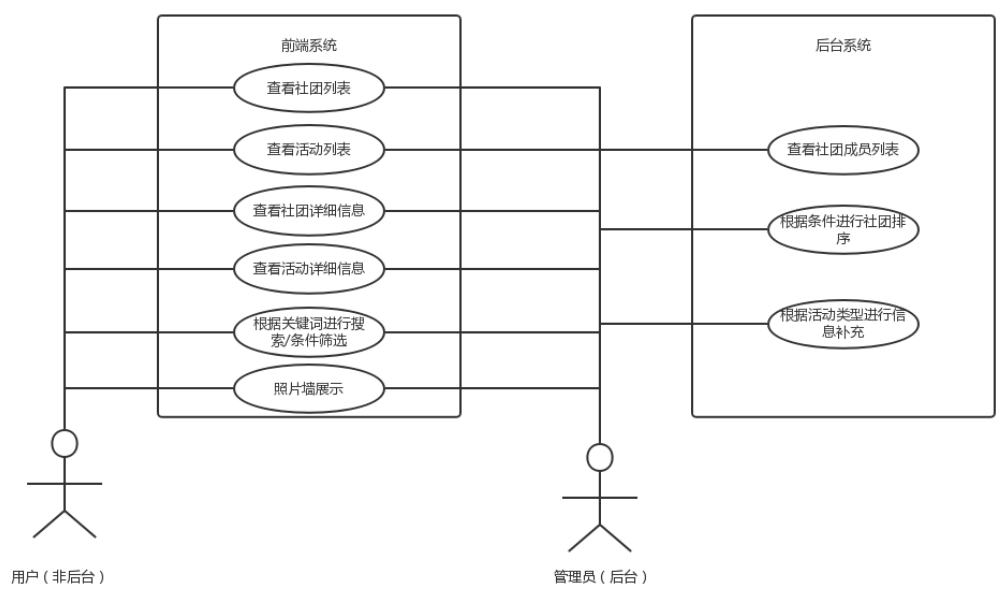 前端系统
查看社团列表
查看活动列表
查看社团详细信息
查看活动详细信息
根据关键词进行搜
索/条件筛选
照片墙展示
后台系统
查看社团成员列表
根据条件进行社团排
序
根据活动类型进行信
息补充
用户(非后台)
管理员(后台)